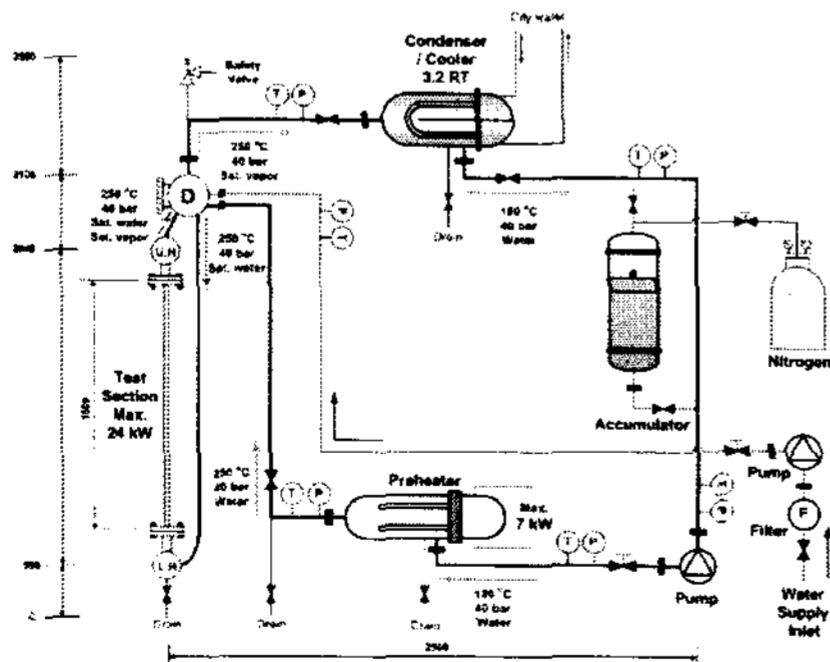 City water
Condenser
/ Cooler
3.2 RT
Safety
Valve
T
P
250 °C
40 bar
Sat. vapor
T
P
D
250 °C
40 bar
Sat. water
Sat. vapor
180 °C
40 bar
Water
Drain
U.H
250 °C
40 bar
Sat. water
Nitrogen
Test
Section
Max.
24 kW
Accumulator
Pump
250 °C
40 bar
Water
Preheater
T
P
Max.
7 kW
Filter
F
T
P
L.H
Pump
Water
Supply
Inlet
Drain
Drain
Drain
180 °C
40 bar
Water